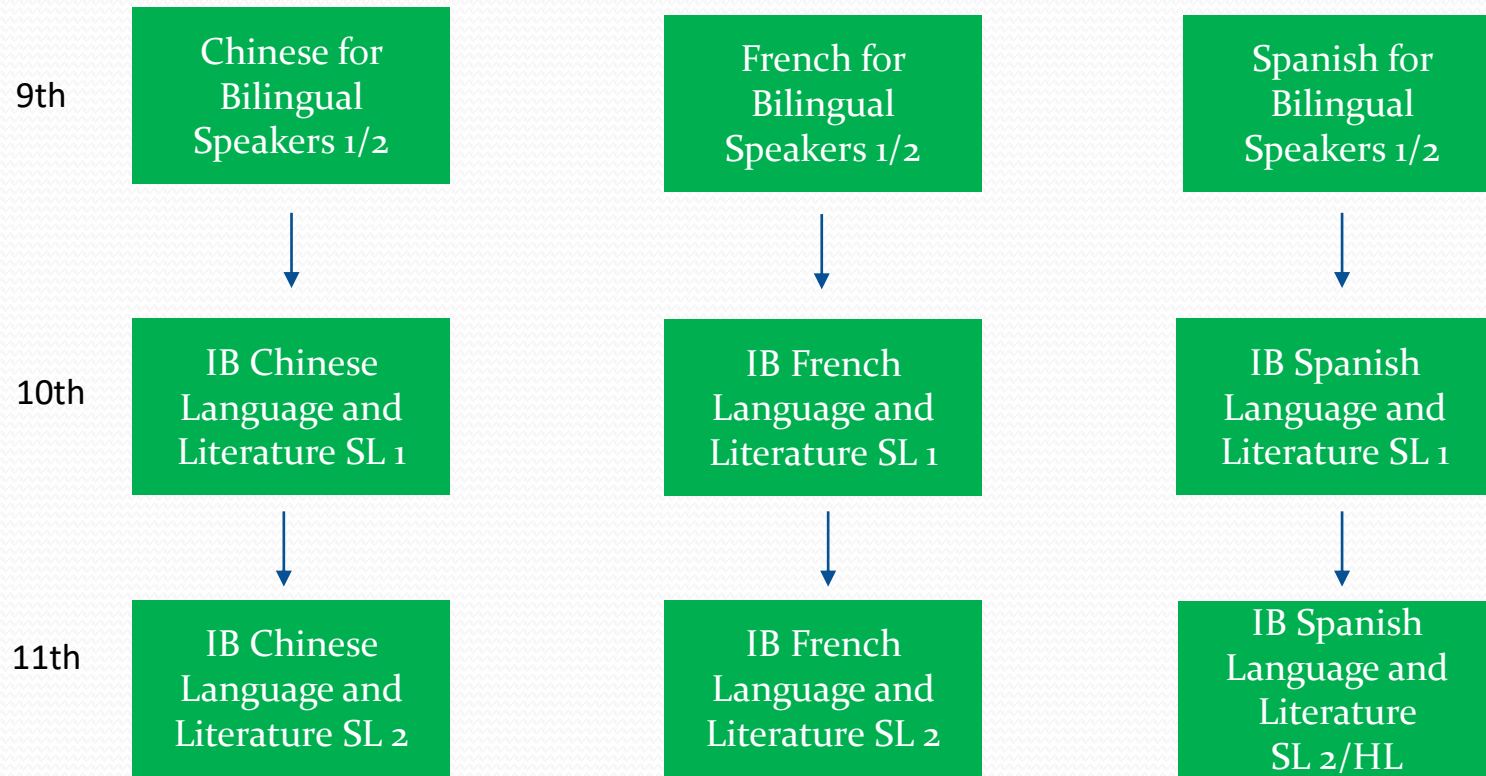 9th
Chinese for
Bilingual
Speakers 1/2
French for
Bilingual
Speakers 1/2
Spanish for
Bilingual
Speakers 1/2
10th
IB Chinese
Language and
Literature SL 1
IB French
Language and
Literature SL 1
IB Spanish
Language and
Literature SL 1
11th
IB Chinese
Language and
Literature SL 2
IB French
Language and
Literature SL 2
IB Spanish
Language and
Literature
SL 2/HL